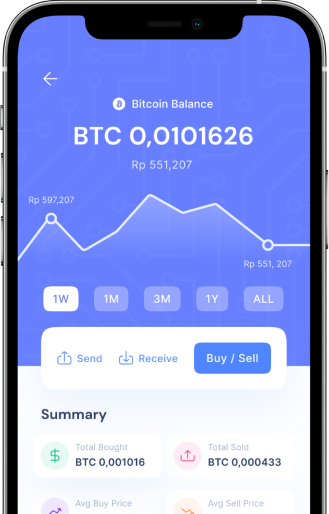 Bitcoin Balance
BTC 0,0101626
Rp 551,207
Rp 597,207
Rp 551, 207
1W 1M 3M 1Y ALL
Send Receive Buy / Sell
Summary
Total Bought Total Sold
BTC 0,001016 BTC 0,000433
Avg Buy Price Avg Sell Price